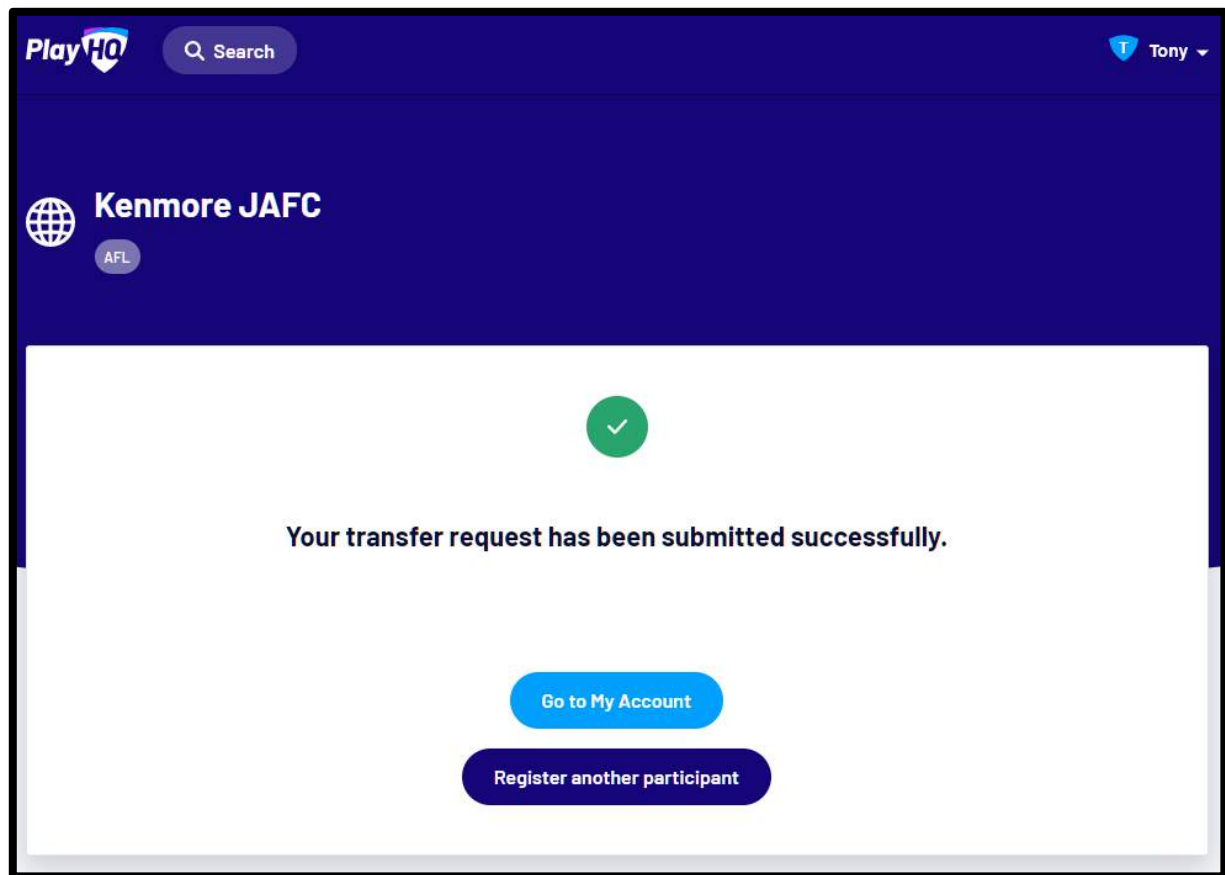 PlayHQ
Search
T
Tony
Kenmore JAFC
AFL
Your transfer request has been submitted successfully.
Go to My Account
Register another participant